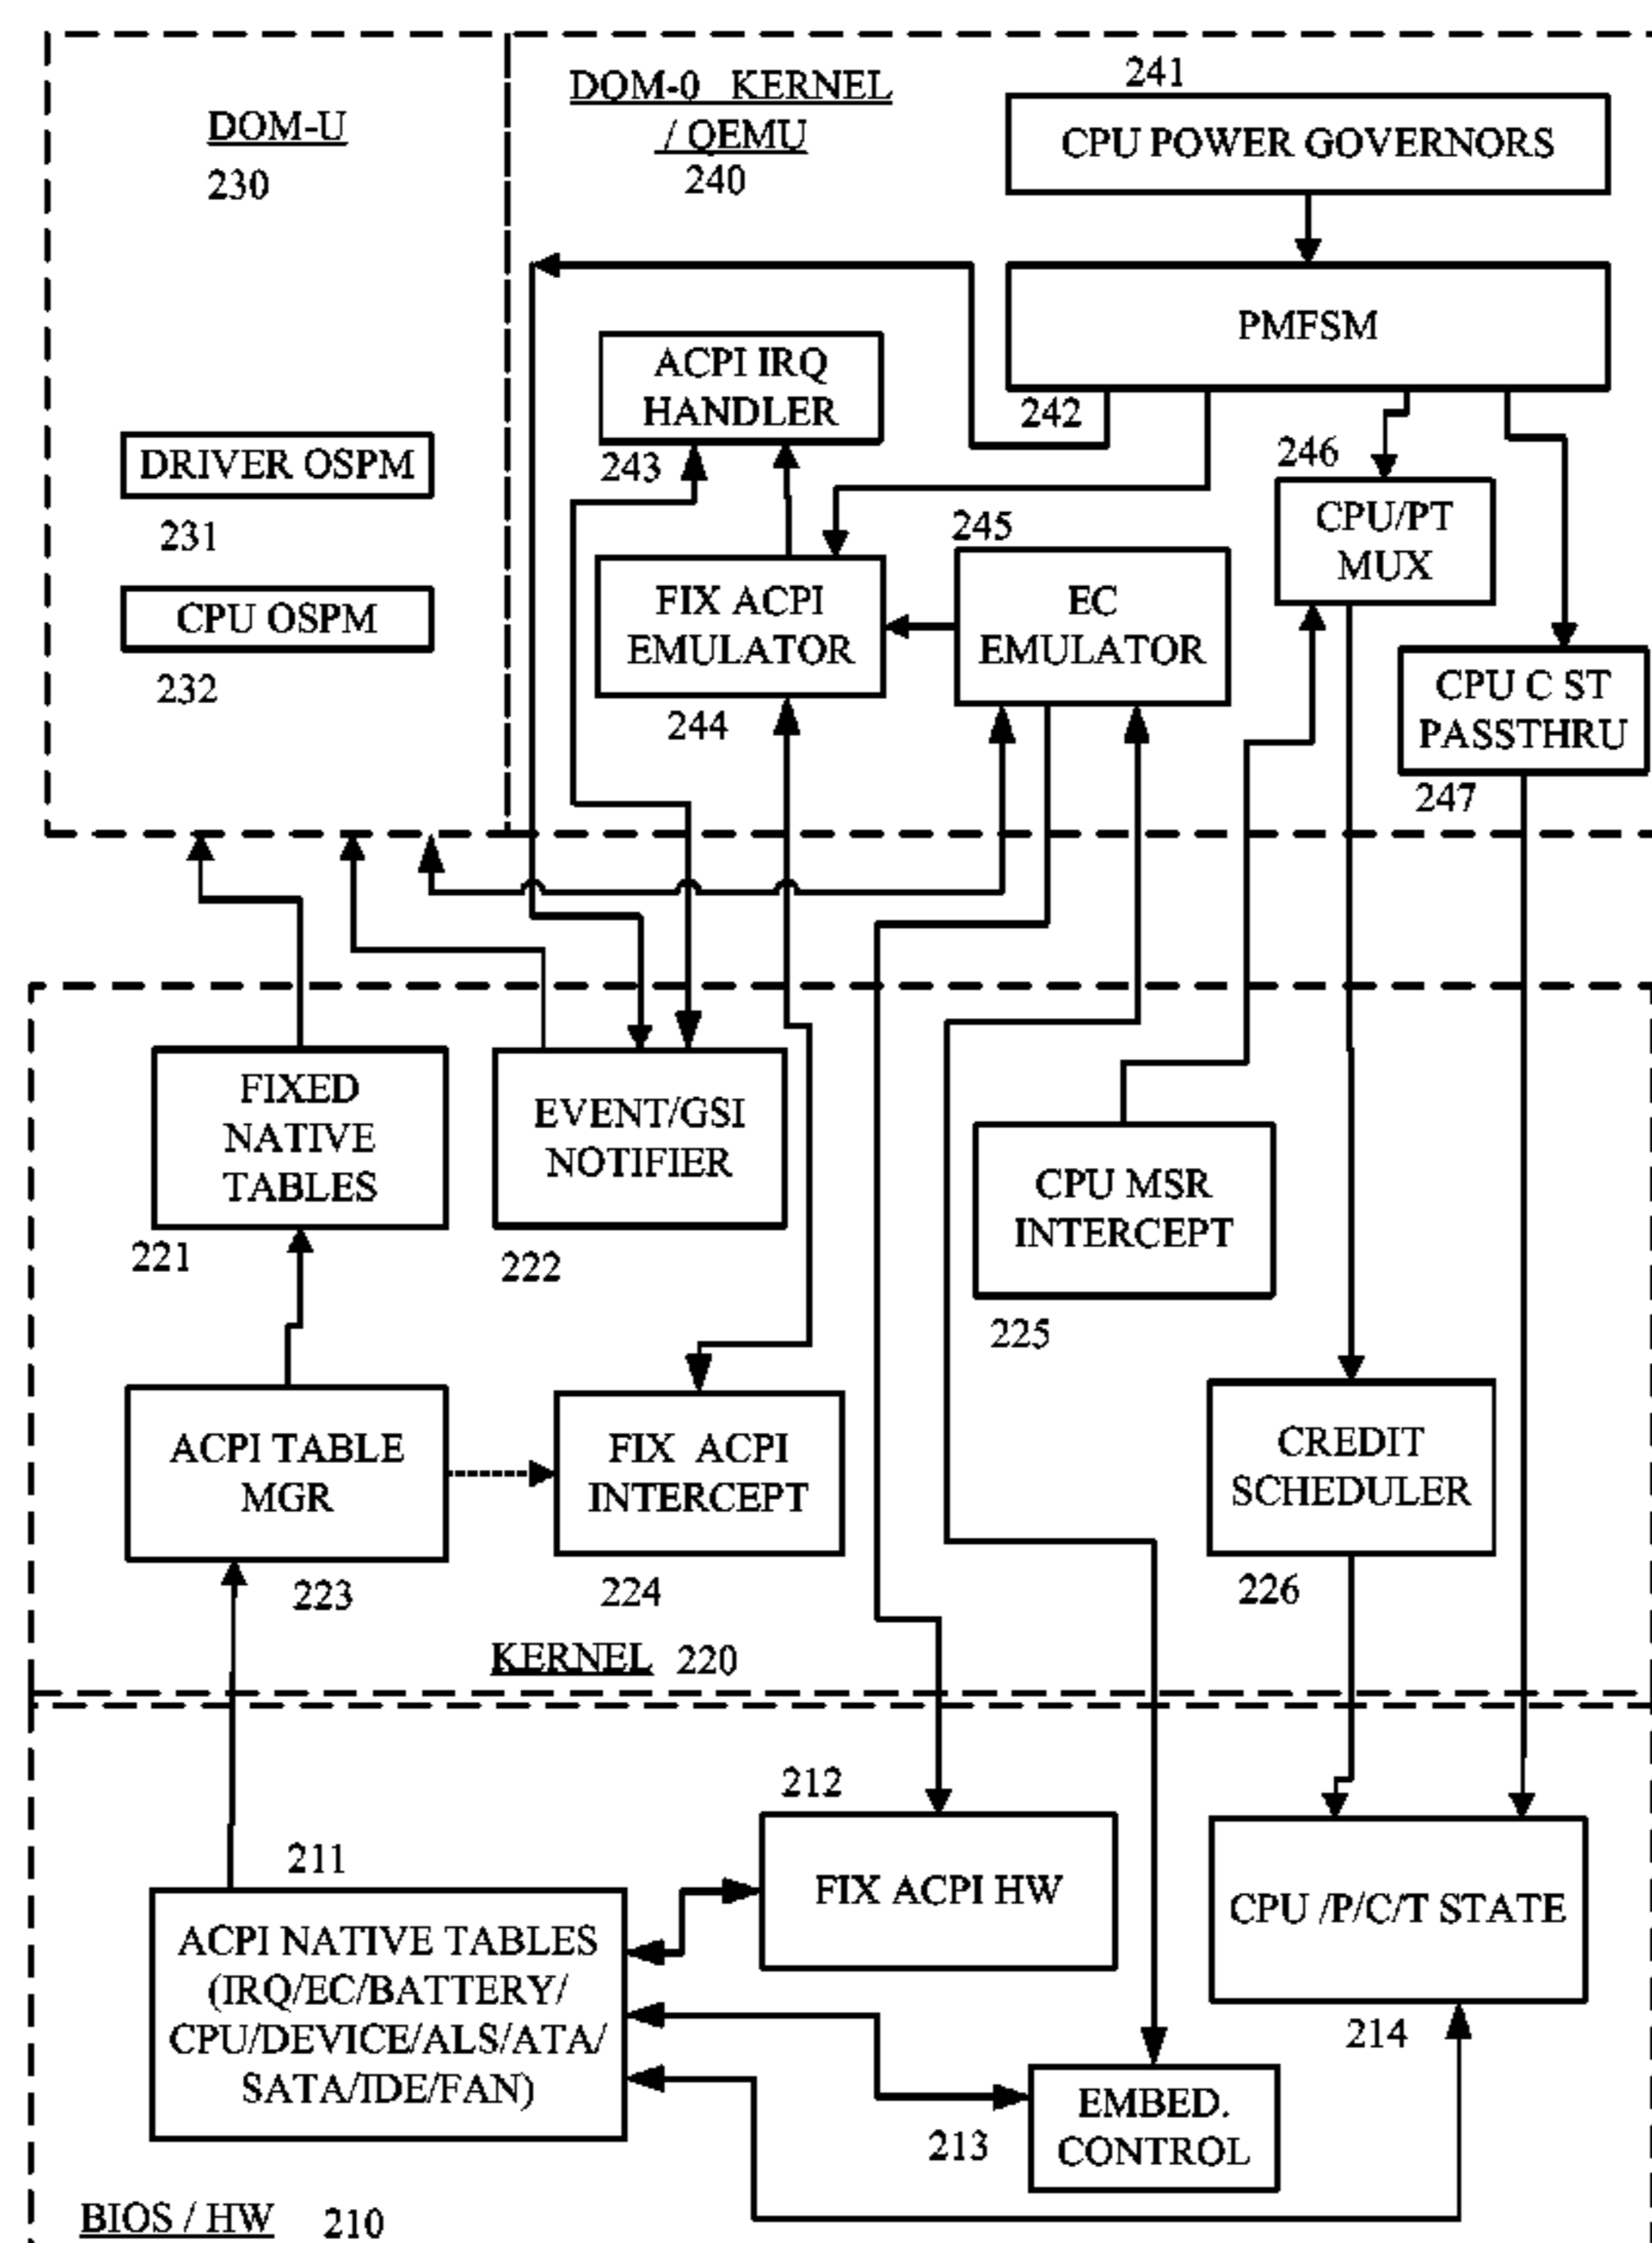 DOM-U
230
DOM-0 KERNEL
/ QEMU
240
241
CPU POWER GOVERNORS
PMFSM
242
ACPI IRQ
HANDLER
243
DRIVER OSPM
231
CPU OSPM
232
FIX ACPI
EMULATOR
244
245
EC
EMULATOR
246
CPU/PT
MUX
CPU C ST
PASSTHRU
247
FIXED
NATIVE
TABLES
221
EVENT/GSI
NOTIFIER
222
CPU MSR
INTERCEPT
225
ACPI TABLE
MGR
223
FIX ACPI
INTERCEPT
224
CREDIT
SCHEDULER
226
KERNEL 220
212
FIX ACPI HW
211
ACPI NATIVE TABLES
(IRQ/EC/BATTERY/
CPU/DEVICE/ALS/ATA/
SATA/IDE/FAN)
CPU /P/C/T STATE
214
EMBED.
CONTROL
213
BIOS / HW 210